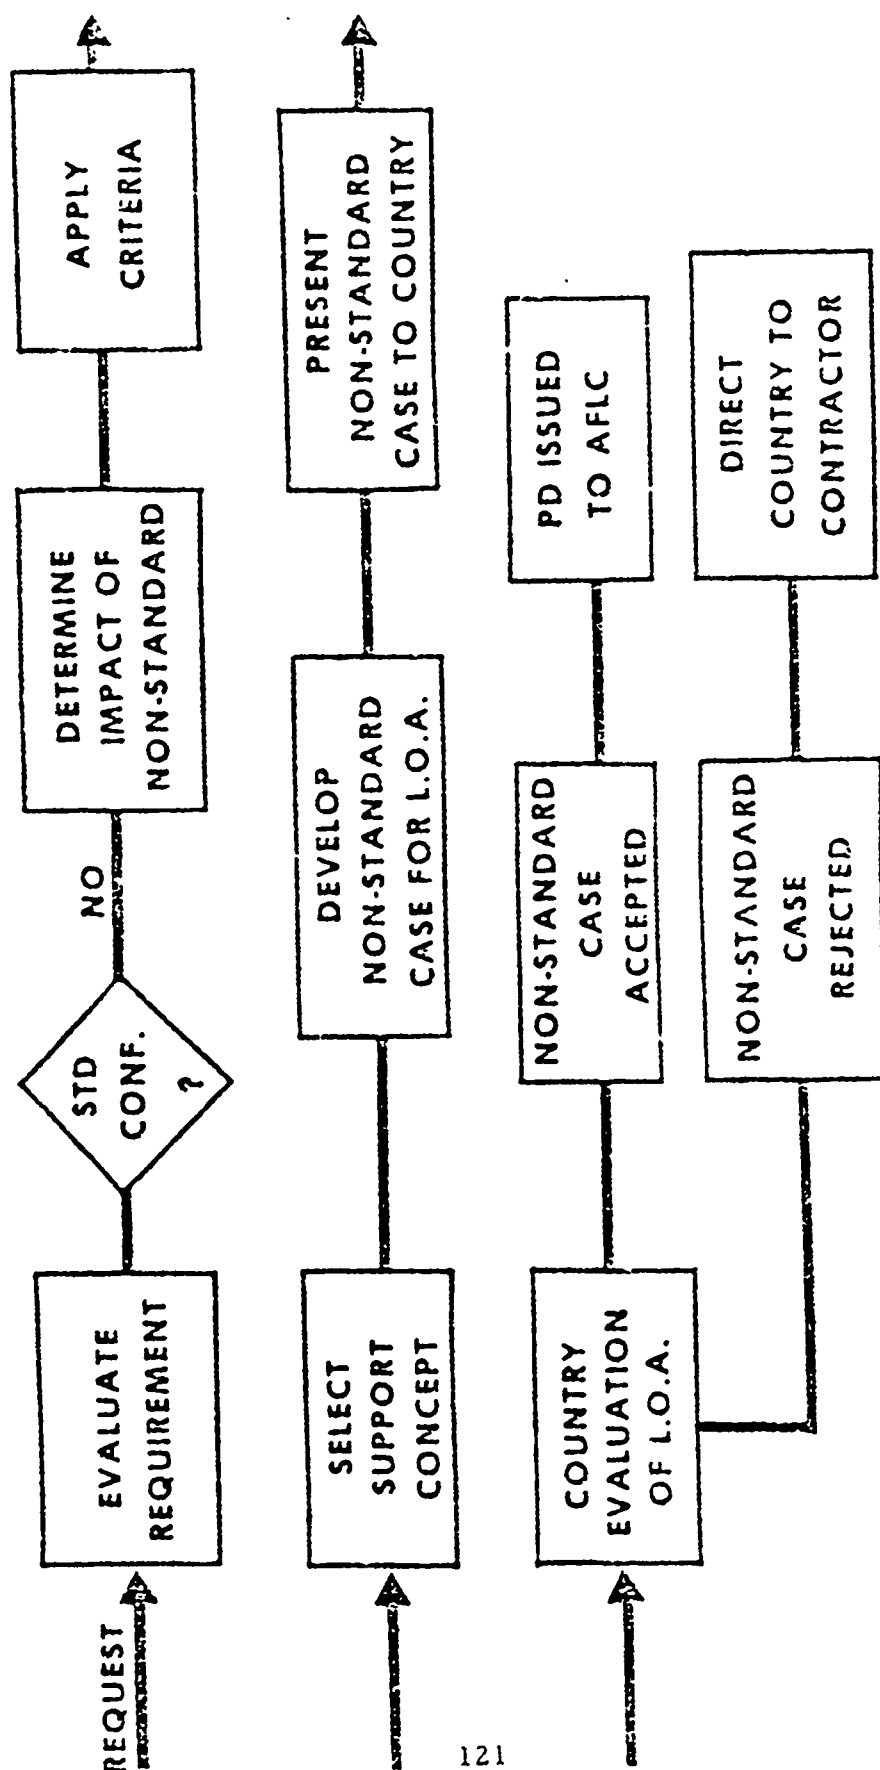 REQUEST
EVALUATE
REQUIREMENT
STD
CONF.
?
NO
DETERMINE
IMPACT OF
NON-STANDARD
APPLY
CRITERIA
SELECT
SUPPORT
CONCEPT
DEVELOP
NON-STANDARD
CASE FOR L.O.A.
PRESENT
NON-STANDARD
CASE TO COUNTRY
COUNTRY
EVALUATION
OF L.O.A.
NON-STANDARD
CASE
ACCEPTED
PD ISSUED
TO AFLC
NON-STANDARD
CASE
REJECTED
DIRECT
COUNTRY TO
CONTRACTOR
121